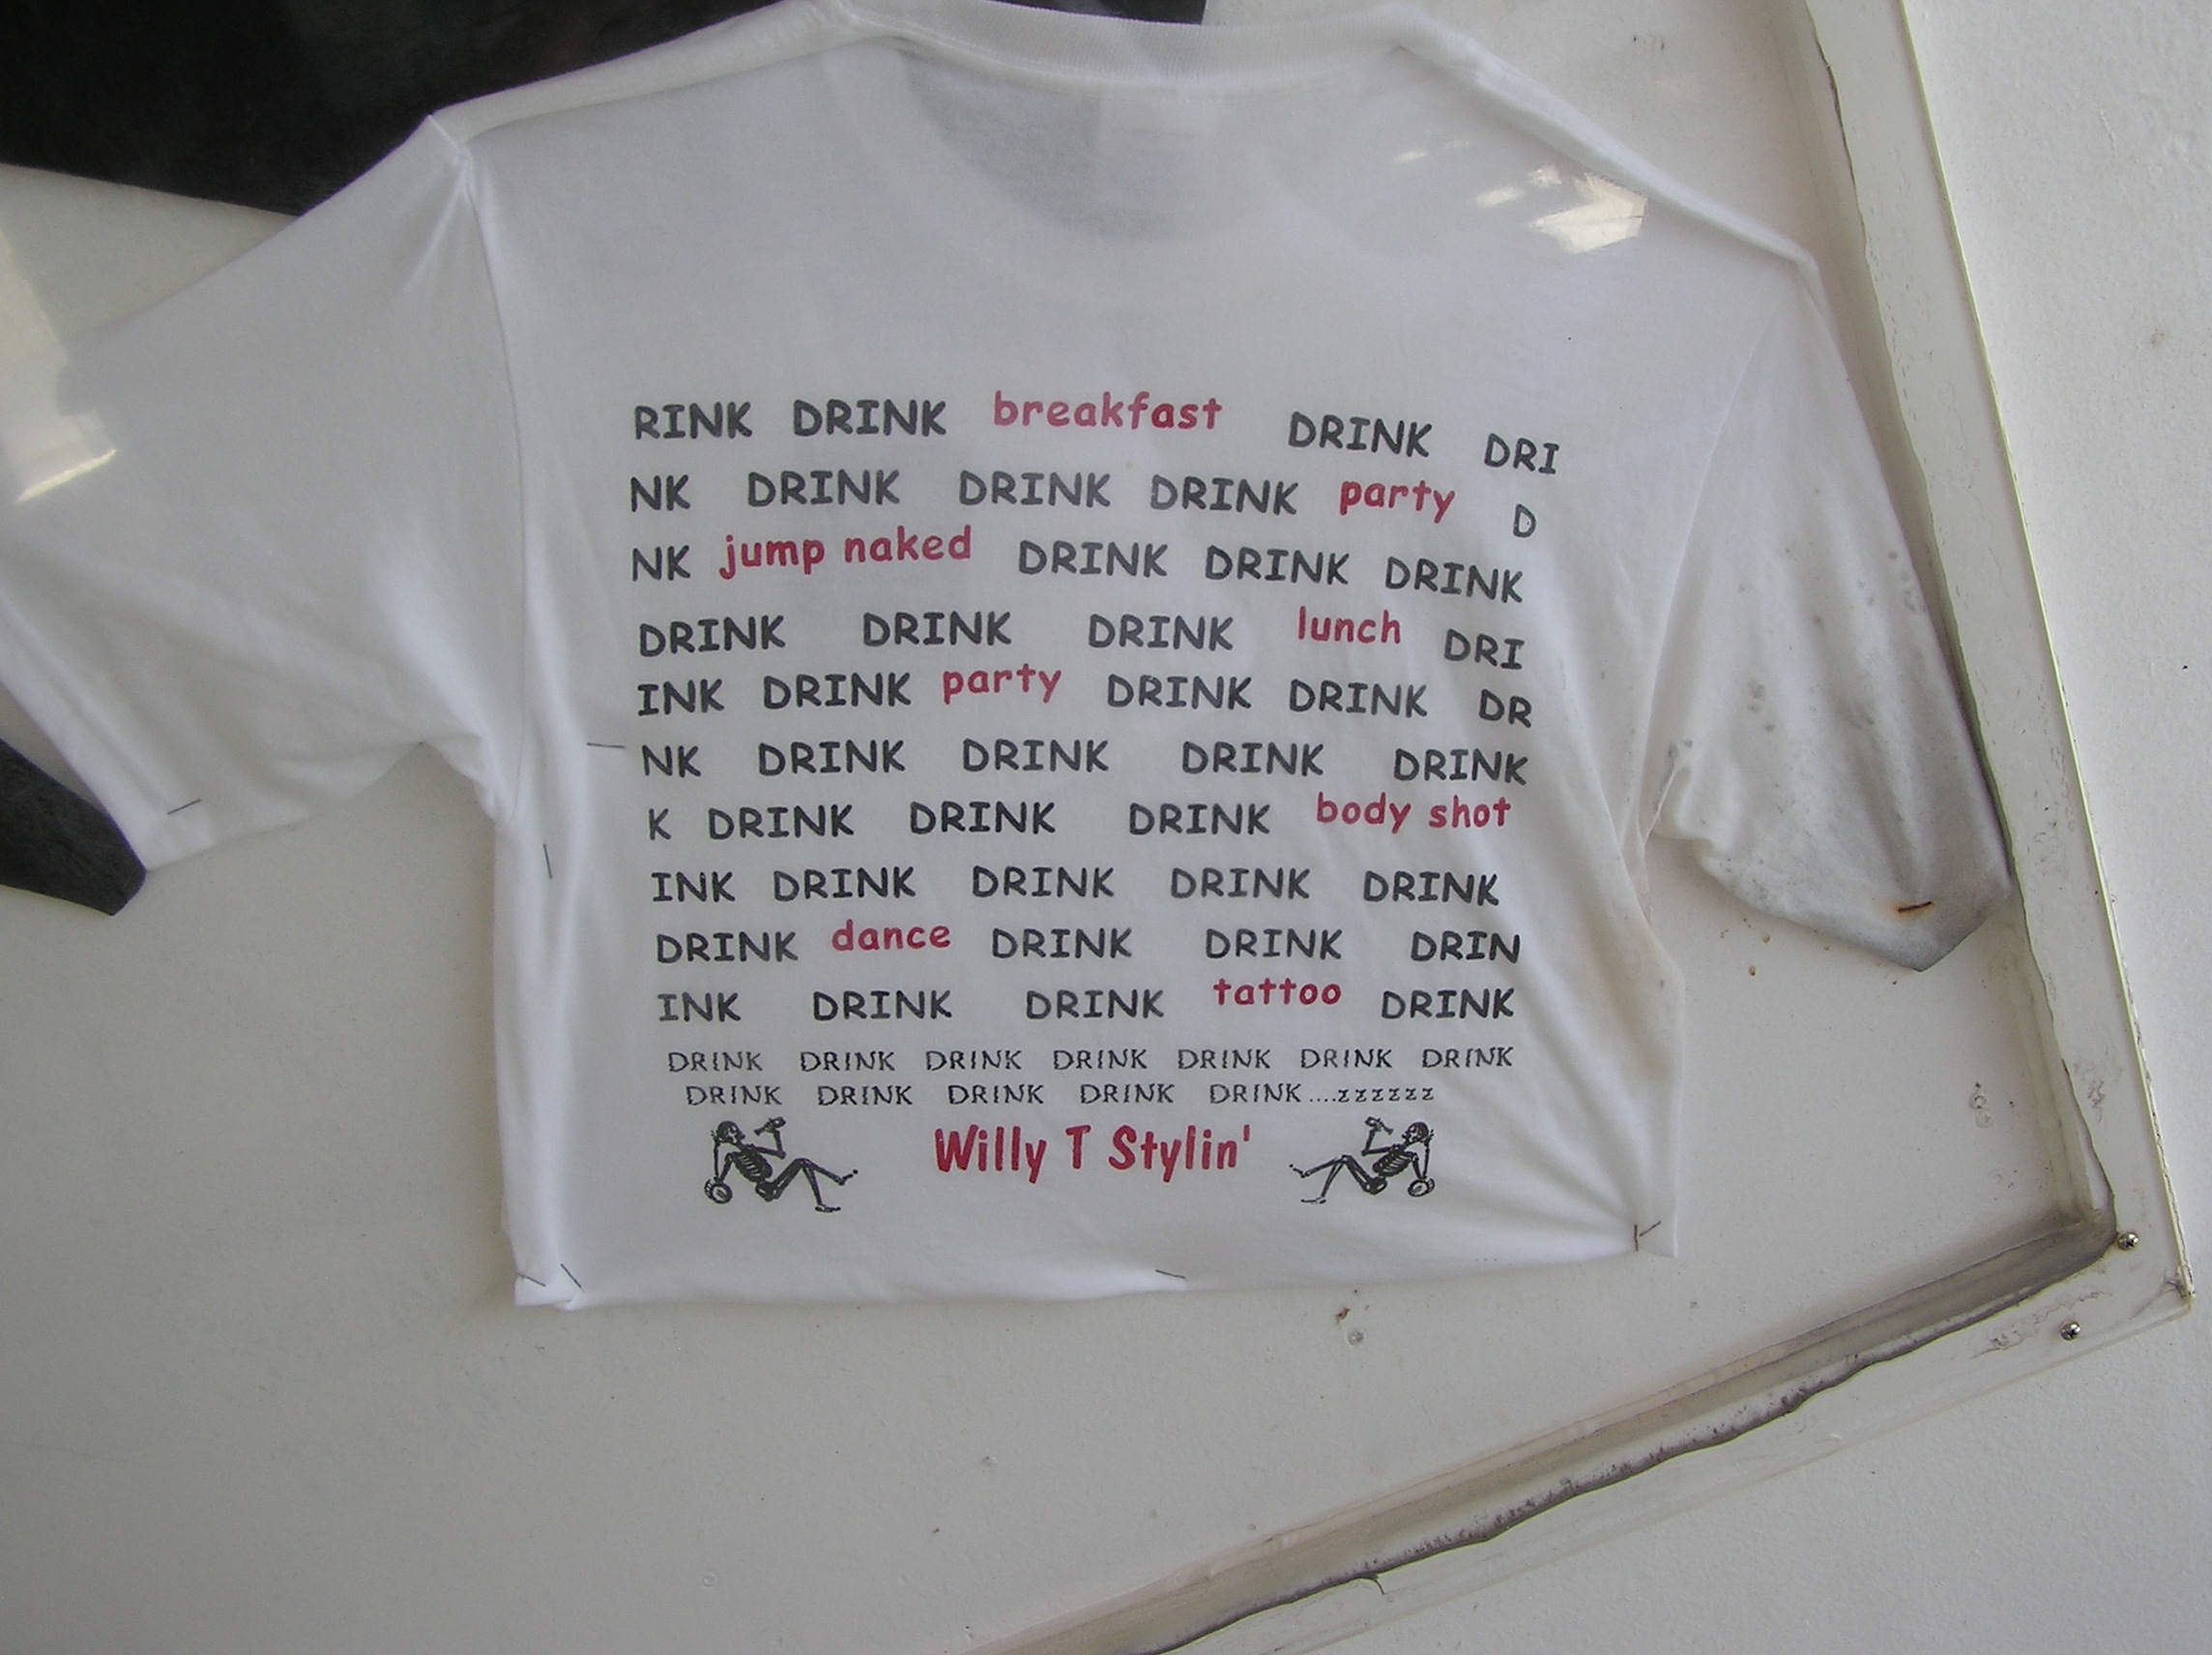 RINK DRINK breakfast DRINK DRI
NK DRINK DRINK DRINK party D
NK jump naked DRINK DRINK DRINK
DRINK DRINK DRINK lunch DRI
INK DRINK party DRINK DRINK DR
NK DRINK DRINK DRINK DRINK
K DRINK DRINK DRINK body shot
INK DRINK DRINK DRINK DRINK
DRINK dance DRINK DRINK DRIN
INK DRINK DRINK tattoo DRINK
DRINK DRINK DRINK DRINK DRINK DRINK DRINK
DRINK DRINK DRINK DRINK DRINK....zzzzzz
Willy T Stylin'